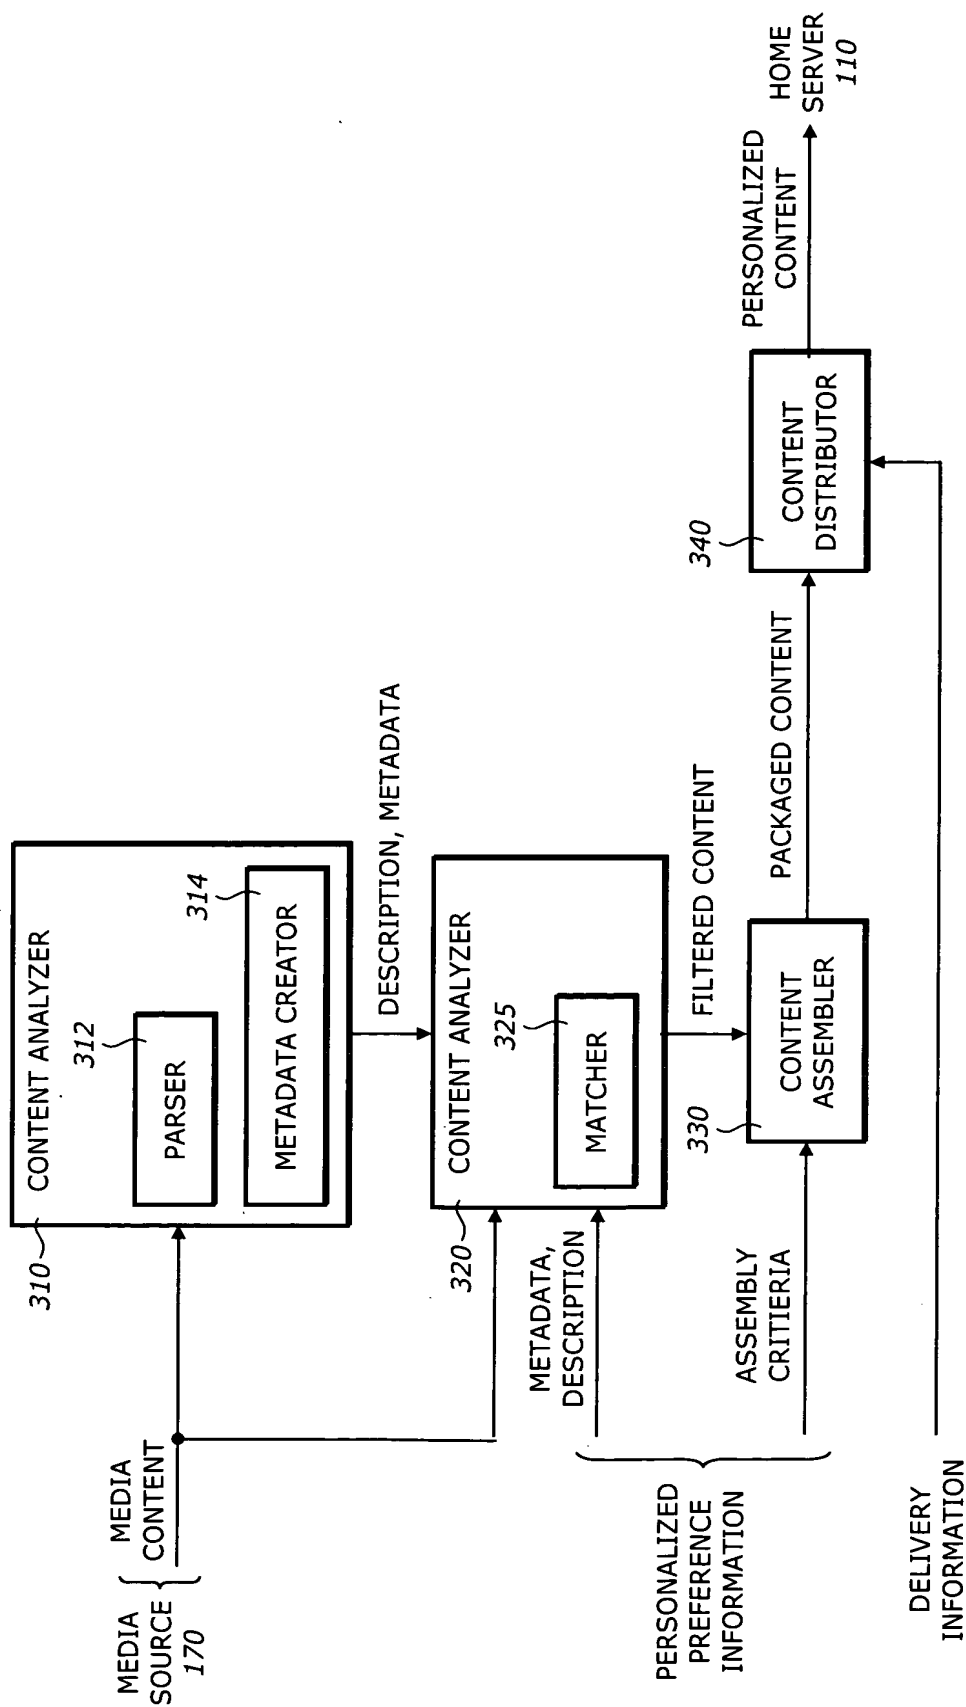 MEDIA
SOURCE
170
MEDIA
CONTENT
310
CONTENT ANALYZER
312
PARSER
314
METADATA CREATOR
DESCRIPTION, METADATA
320
CONTENT ANALYZER
325
MATCHER
METADATA,
DESCRIPTION
PERSONALIZED
PREFERENCE
INFORMATION
FILTERED CONTENT
ASSEMBLY
CRITIERIA
330
CONTENT
ASSEMBLER
PACKAGED CONTENT
340
CONTENT
DISTRIBUTOR
PERSONALIZED
CONTENT
HOME
SERVER
110
DELIVERY
INFORMATION